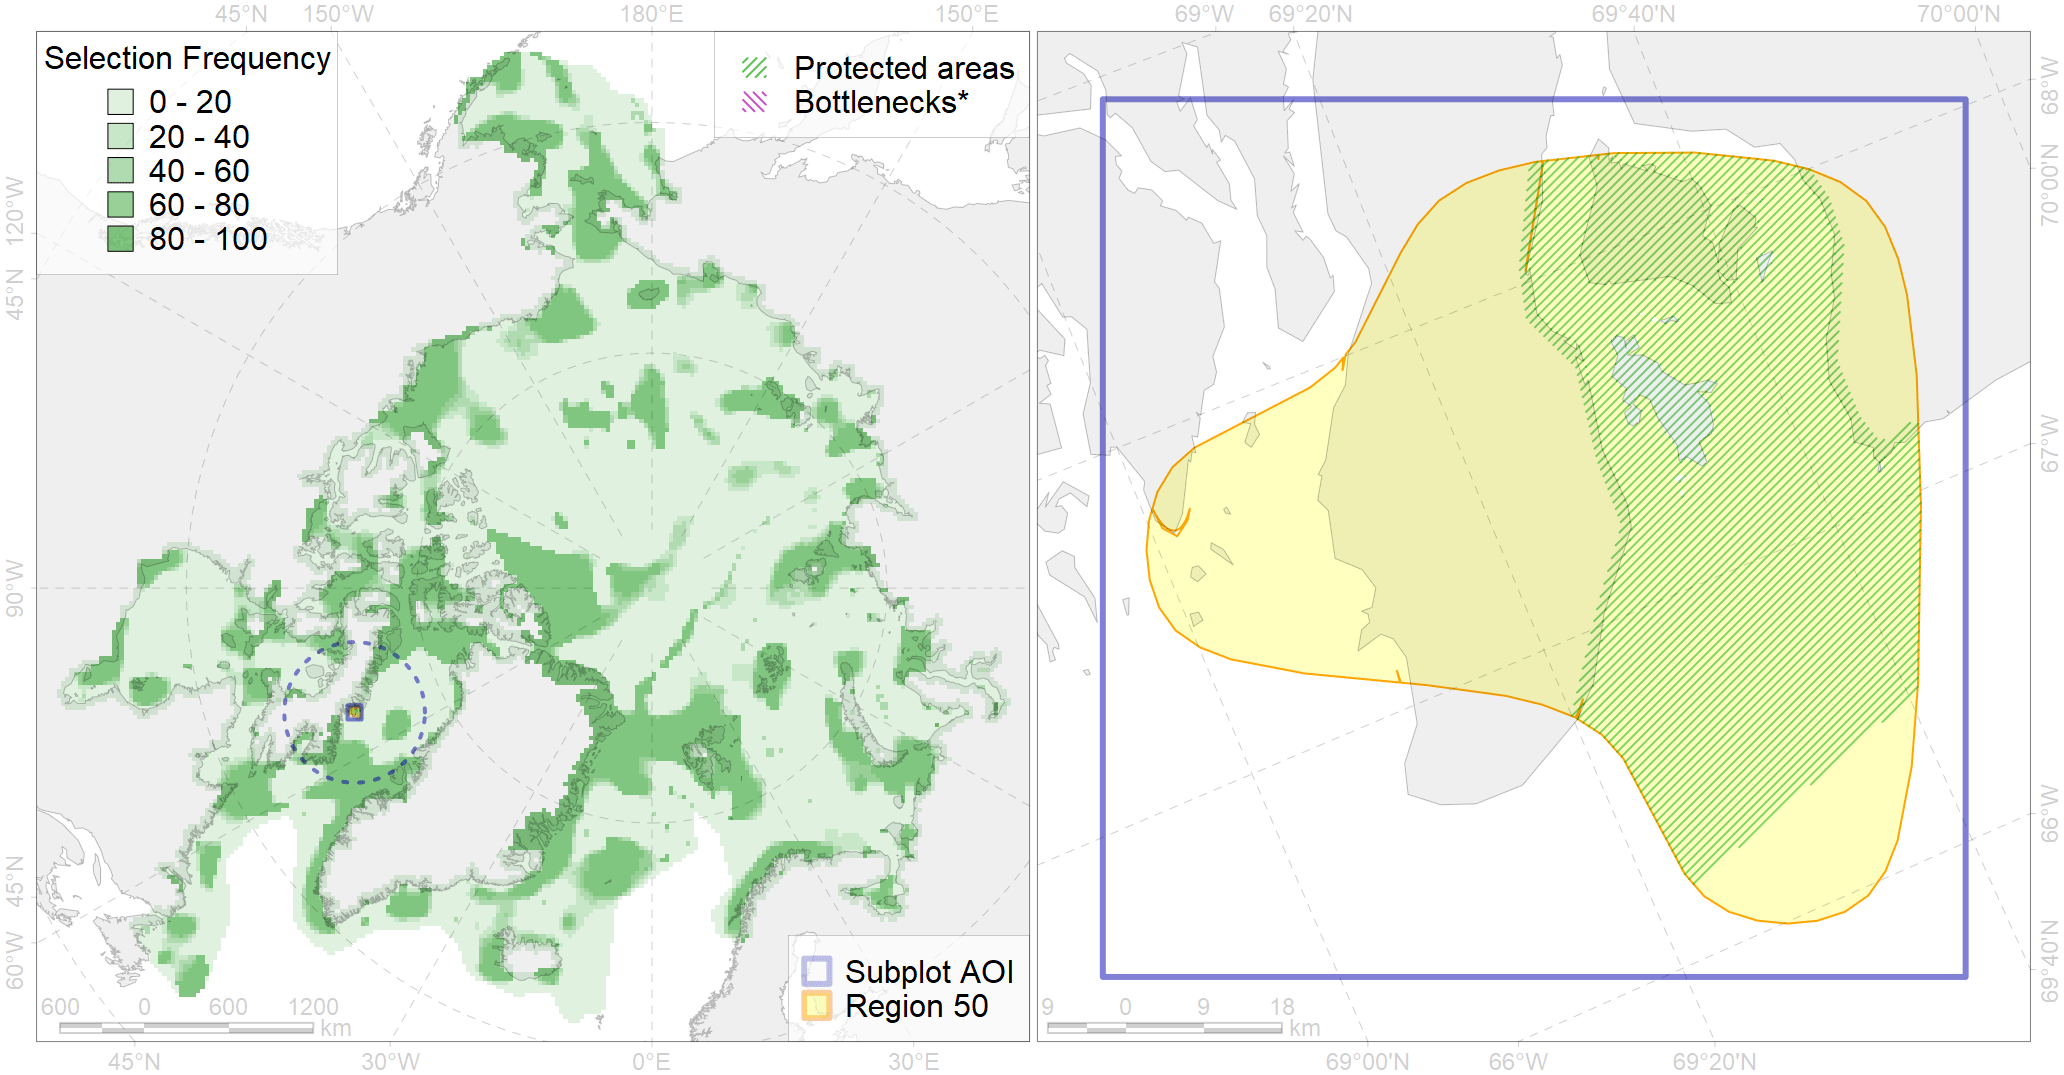 45°N 150°W 180°E 150°E 69°W 69°20'N 69°40'N 70°00'N
Selection Frequency
0 - 20
20 - 40
40 - 60
60 - 80
80 - 100
Protected areas
Bottlenecks*
120°W
45°N
90°W
45°N
60°W
68°W
70°00'N
67°W
66°W
69°40'N
Subplot AOI
Region 50
600 0 600 1200
km
9 0 9 18
km
45°N 30°W 0°E 30°E 69°00'N 66°W 69°20'N